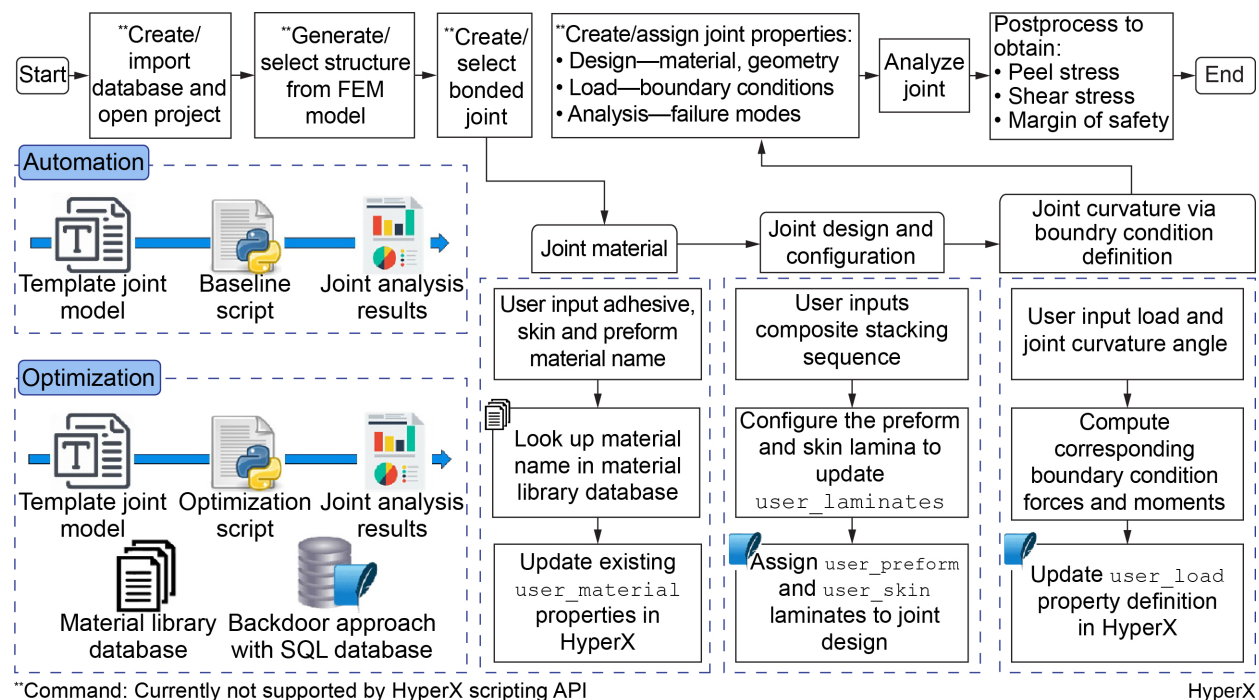 Start
**Create/
import
database and
open project
**Generate/
select structure
from FEM
model
**Create/
select
bonded
joint
**Create/assign joint properties:
• Design—material, geometry
• Load—boundary conditions
• Analysis—failure modes
Analyze
joint
Postprocess to
obtain:
• Peel stress
• Shear stress
• Margin of safety
End
Automation
T
Template joint
model
Baseline
script
Joint analysis
results
Optimization
T
Template joint
model
Optimization
script
Joint analysis
results
Material library
database
Backdoor approach
with SQL database
Joint material
User input adhesive,
skin and preform
material name
Look up material
name in material
library database
Update existing
user_material
properties in
HyperX
Joint design and
configuration
User inputs
composite stacking
sequence
Configure the preform
and skin lamina to
update
user_laminates
Assign user_preform
and user_skin
laminates to joint
design
Joint curvature via
boundry condition
definition
User input load and
joint curvature angle
Compute
corresponding
boundary condition
forces and moments
Update user_load
property definition
in HyperX
**Command: Currently not supported by HyperX scripting API
HyperX